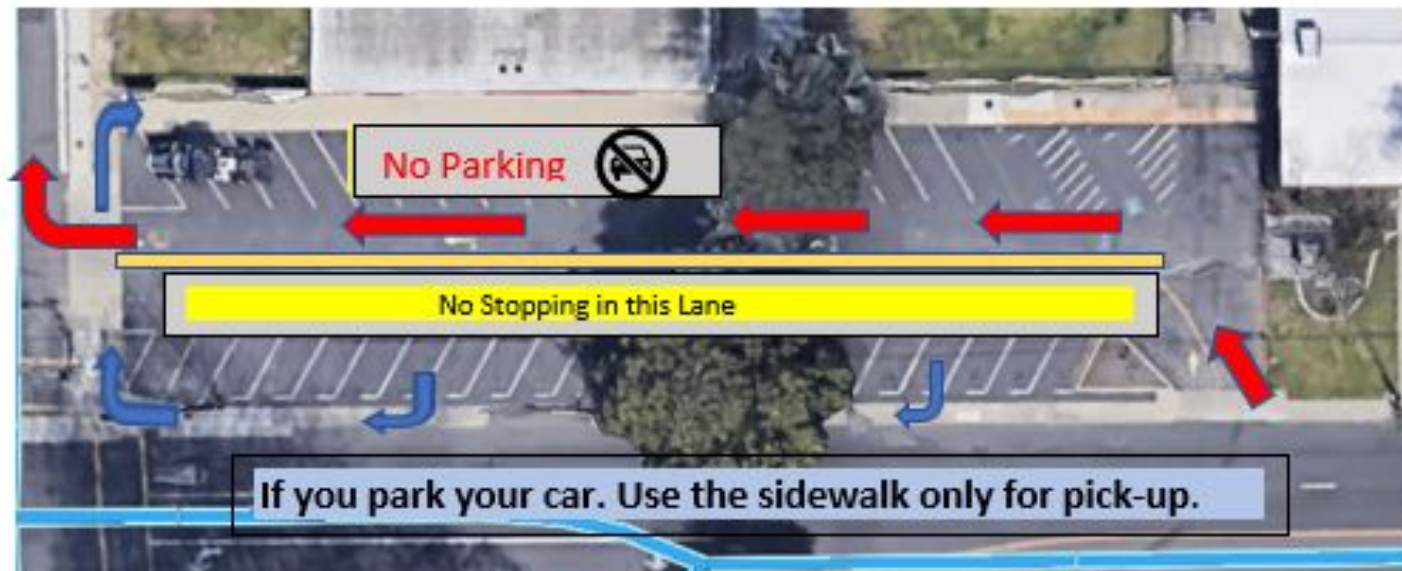 No Parking
No Stopping in this Lane
If you park your car. Use the sidewalk only for pick-up.